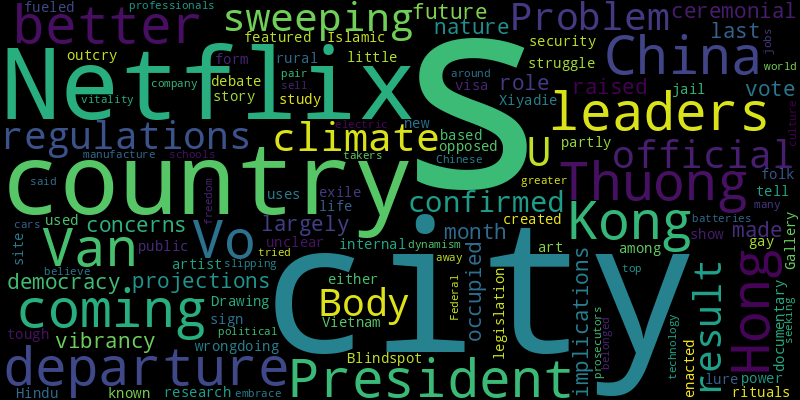 fueled professionals
better sweeping future Problem ceremonial
featured Islamic nature last
outcry form rural little security China jobs
Netflix S debate pair struggle world
company story sell study around role raised jail vote
vitality visa Xiyadie leaders
regulations electric climate new based partly official culture
manufacture schools takers opposed U
country Chinese greater Thuong folk
said freedom uses exile confirmed tell
used life created Kong made many
site concerns largely month show batteries
cars van Vo unclear internal dynamism art among gay Gallery
believe public tried away
democracy artist slipping either occupied city top Hong
coming projections Drawing Body Federal legislation implications result documentary
sign Vietnam prosecutors seeking
tough vibrancy political belonged technology
wrongdoing Blindspot
departure President enacted lure power
Hindu known research embrace rituals